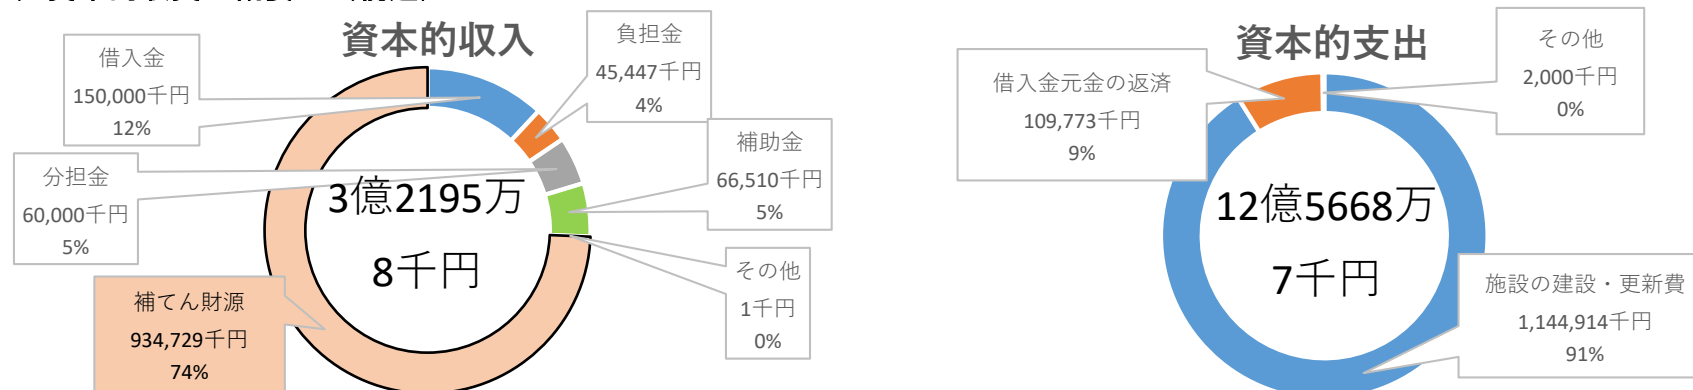 資本的収入
借入金
150,000千円
12%
負担金
45,447千円
4%
分担金
60,000千円
5%
補助金
66,510千円
5%
3億2195万
8千円
その他
1千円
0%
補てん財源
934,729千円
74%
資本的支出
借入金元金の返済
109,773千円
9%
その他
2,000千円
0%
12億5668万
7千円
施設の建設・更新費
1,144,914千円
91%